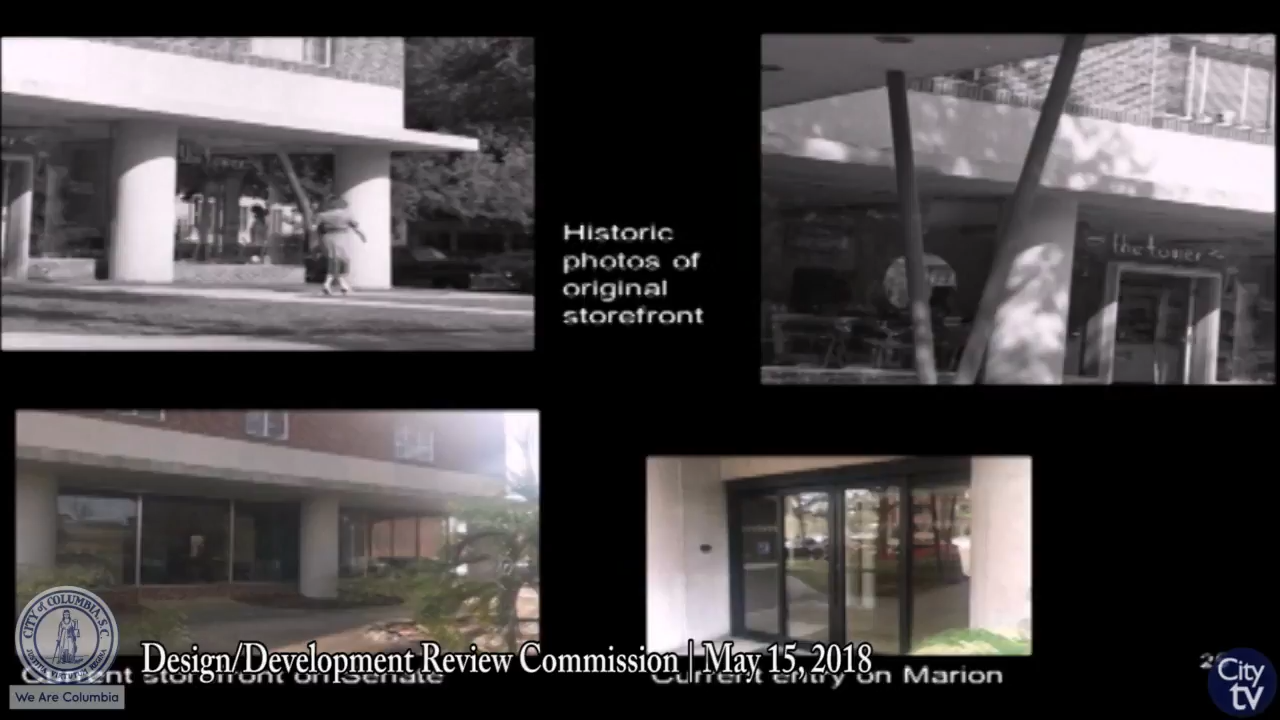 Historic
photos of
original
storefront
the tower
Design/Development Review Commission | May 15, 2018
storefront on Senate
Current entry on Marion
CITY of COLUMBIA, S.C.
We Are Columbia
City
tv